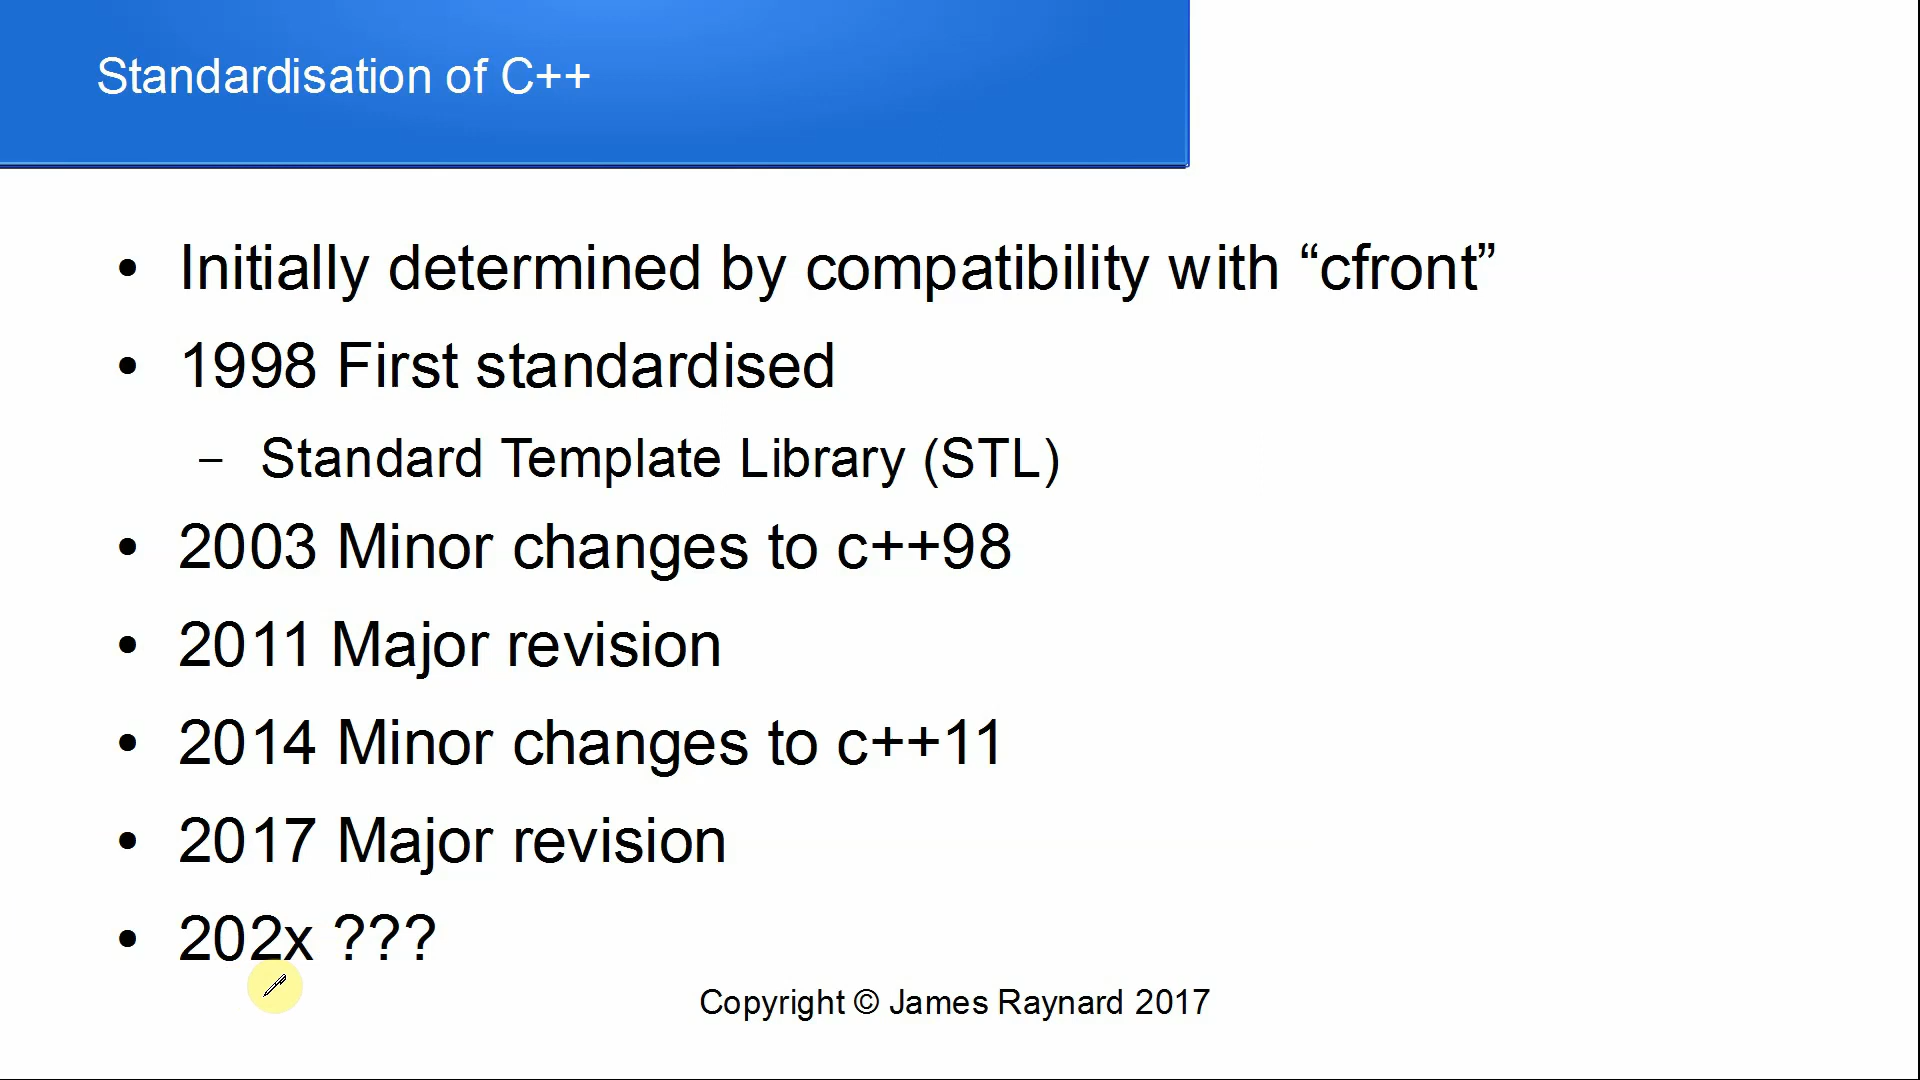 Standardisation of C++
• Initially determined by compatibility with “cfront”
• 1998 First standardised
– Standard Template Library (STL)
• 2003 Minor changes to c++98
• 2011 Major revision
• 2014 Minor changes to c++11
• 2017 Major revision
• 202x ???
Copyright © James Raynard 2017